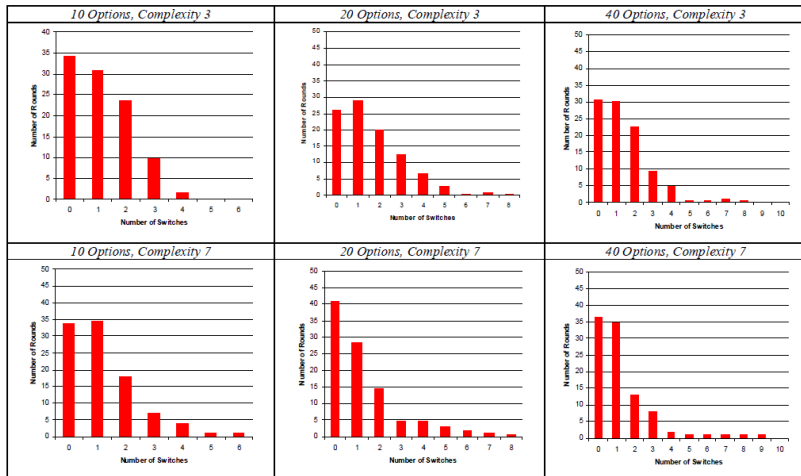 10 Options, Complexity 3
40
35
30
25
20
15
10
5
0
Number of Rounds
0 1 2 3 4 5 6
Number of Switches
20 Options, Complexity 3
50
45
40
35
30
25
20
15
10
5
0
Number of Rounds
0 1 2 3 4 5 6 7 8
Number of Switches
40 Options, Complexity 3
50
45
40
35
30
25
20
15
10
5
0
Number of Rounds
0 1 2 3 4 5 6 7 8 9 10
Number of Switches
10 Options, Complexity 7
50
45
40
35
30
25
20
15
10
5
0
Number of Rounds
0 1 2 3 4 5 6
Number of Switches
20 Options, Complexity 7
50
45
40
35
30
25
20
15
10
5
0
Number of Rounds
0 1 2 3 4 5 6 7 8
Number of Switches
40 Options, Complexity 7
50
45
40
35
30
25
20
15
10
5
0
Number of Rounds
0 1 2 3 4 5 6 7 8 9 10
Number of Switches